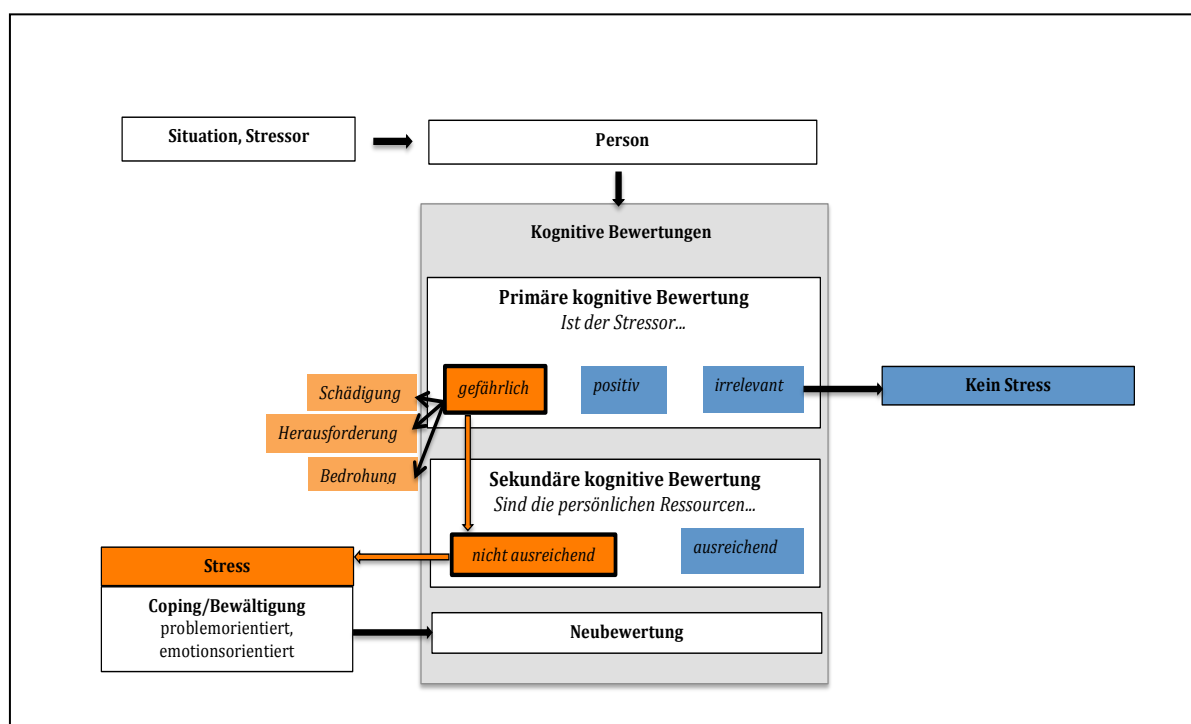 Situation, Stressor
Person
Kognitive Bewertungen
Primäre kognitive Bewertung
Ist der Stressor...
Schädigung
Herausforderung
Bedrohung
gefährlich
positiv
irrelevant
Kein Stress
Sekundäre kognitive Bewertung
Sind die persönlichen Ressourcen...
nicht ausreichend
ausreichend
Stress
Coping/Bewältigung
problemorientiert,
emotionsorientiert
Neubewertung